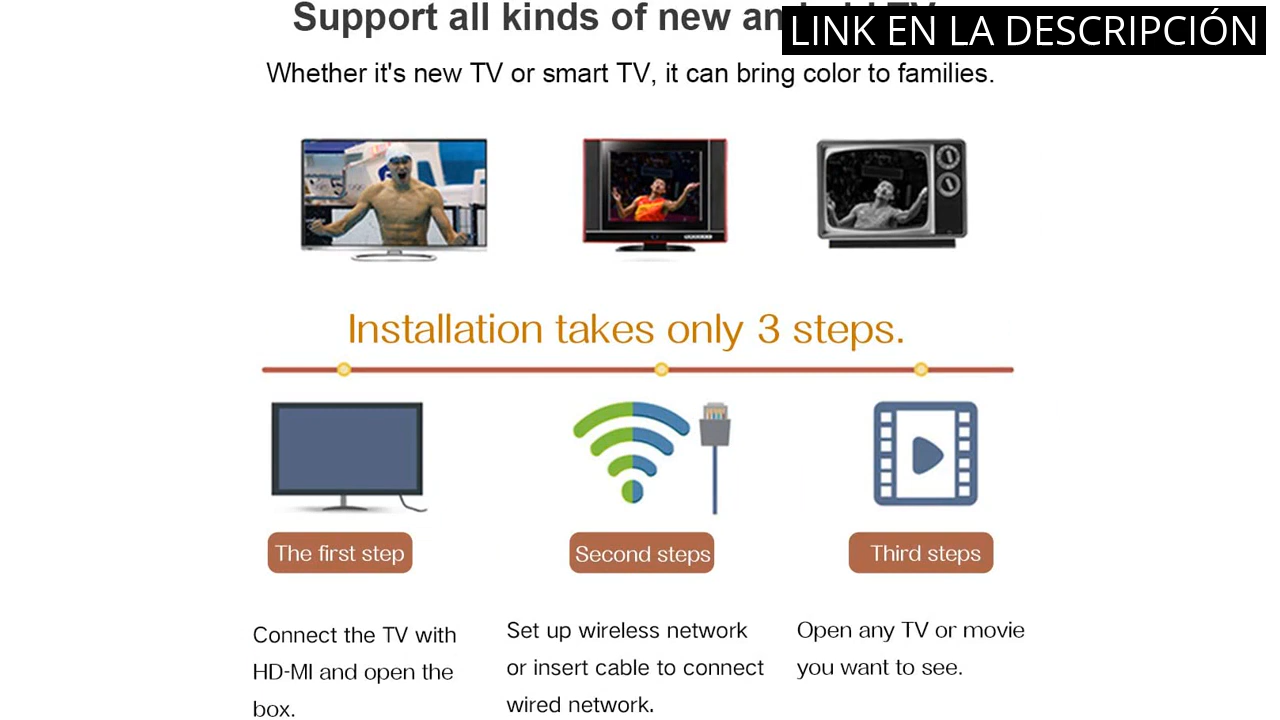 Support all kinds of new android TV
LINK EN LA DESCRIPCIÓN
Whether it's new TV or smart TV, it can bring color to families.
Installation takes only 3 steps.
The first step
Second steps
Third steps
Connect the TV with
HD-MI and open the
box.
Set up wireless network
or insert cable to connect
wired network.
Open any TV or movie
you want to see.